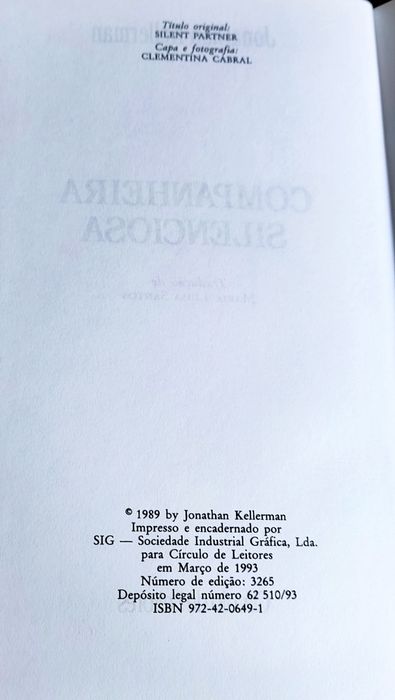 Título original:
SILENT PARTNER
Capa e fotografia:
CLEMENTINA CABRAL
COMPANHEIRA
SILENCIOSA
© 1989 by Jonathan Kellerman
Impresso e encadernado por
SIG — Sociedade Industrial Gráfica, Lda.
para Círculo de Leitores
em Março de 1993
Número de edição: 3265
Depósito legal número 62 510/93
ISBN 972-42-0649-1